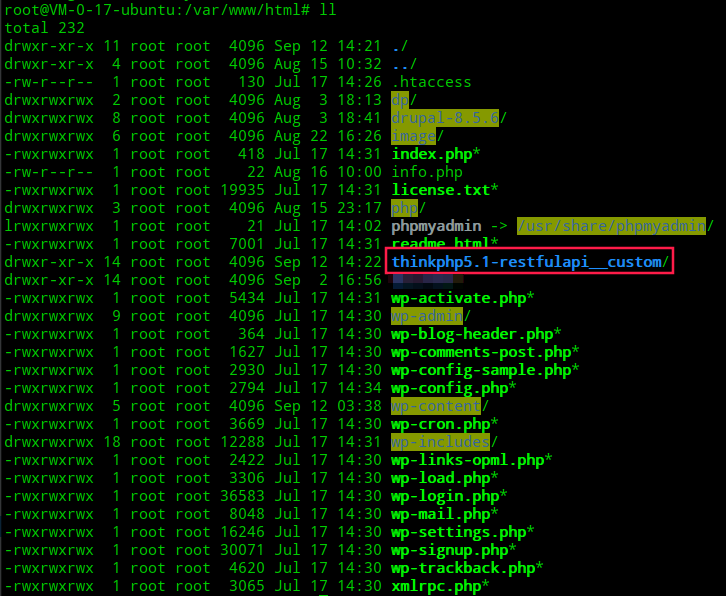 root@VM-0-17-ubuntu:/var/www/html# ll
total 232
drwxr-xr-x 11 root root  4096 Sep 12 14:21 ./
drwxr-xr-x  4 root root  4096 Aug 15 10:32 ../
-rw-r--r--  1 root root   130 Jul 17 14:26 .htaccess
drwxrwxrwx  2 root root  4096 Aug  3 18:13 dp/
drwxrwxrwx  8 root root  4096 Aug  3 18:41 drupal-8.5.6/
drwxrwxrwx  6 root root  4096 Aug 22 16:26 image/
-rwxrwxrwx  1 root root   418 Jul 17 14:31 index.php*
-rw-r--r--  1 root root    22 Aug 16 10:00 info.php
-rwxrwxrwx  1 root root 19935 Jul 17 14:31 license.txt*
drwxrwxrwx  3 root root  4096 Aug 15 23:17 php/
lrwxrwxrwx  1 root root    21 Jul 17 14:02 phpmyadmin -> /usr/share/phpmyadmin/
-rwxrwxrwx  1 root root  7001 Jul 17 14:31 readme.html*
drwxr-xr-x 14 root root  4096 Sep 12 14:22 thinkphp5.1-restfulapi__custom/
drwxr-xr-x 14 root root  4096 Sep  2 16:56
-rwxrwxrwx  1 root root  5434 Jul 17 14:31 wp-activate.php*
drwxrwxrwx  9 root root  4096 Jul 17 14:30 wp-admin/
-rwxrwxrwx  1 root root   364 Jul 17 14:30 wp-blog-header.php*
-rwxrwxrwx  1 root root  1627 Jul 17 14:30 wp-comments-post.php*
-rwxrwxrwx  1 root root  2930 Jul 17 14:30 wp-config-sample.php*
-rwxrwxrwx  1 root root  2794 Jul 17 14:34 wp-config.php*
drwxrwxrwx  5 root root  4096 Sep 12 03:38 wp-content/
-rwxrwxrwx  1 root root  3669 Jul 17 14:30 wp-cron.php*
drwxrwxrwx 18 root root 12288 Jul 17 14:31 wp-includes/
-rwxrwxrwx  1 root root  2422 Jul 17 14:30 wp-links-opml.php*
-rwxrwxrwx  1 root root  3306 Jul 17 14:30 wp-load.php*
-rwxrwxrwx  1 root root 36583 Jul 17 14:30 wp-login.php*
-rwxrwxrwx  1 root root  8048 Jul 17 14:30 wp-mail.php*
-rwxrwxrwx  1 root root 16246 Jul 17 14:30 wp-settings.php*
-rwxrwxrwx  1 root root 30071 Jul 17 14:30 wp-signup.php*
-rwxrwxrwx  1 root root  4620 Jul 17 14:30 wp-trackback.php*
-rwxrwxrwx  1 root root  3065 Jul 17 14:30 xmlrpc.php*